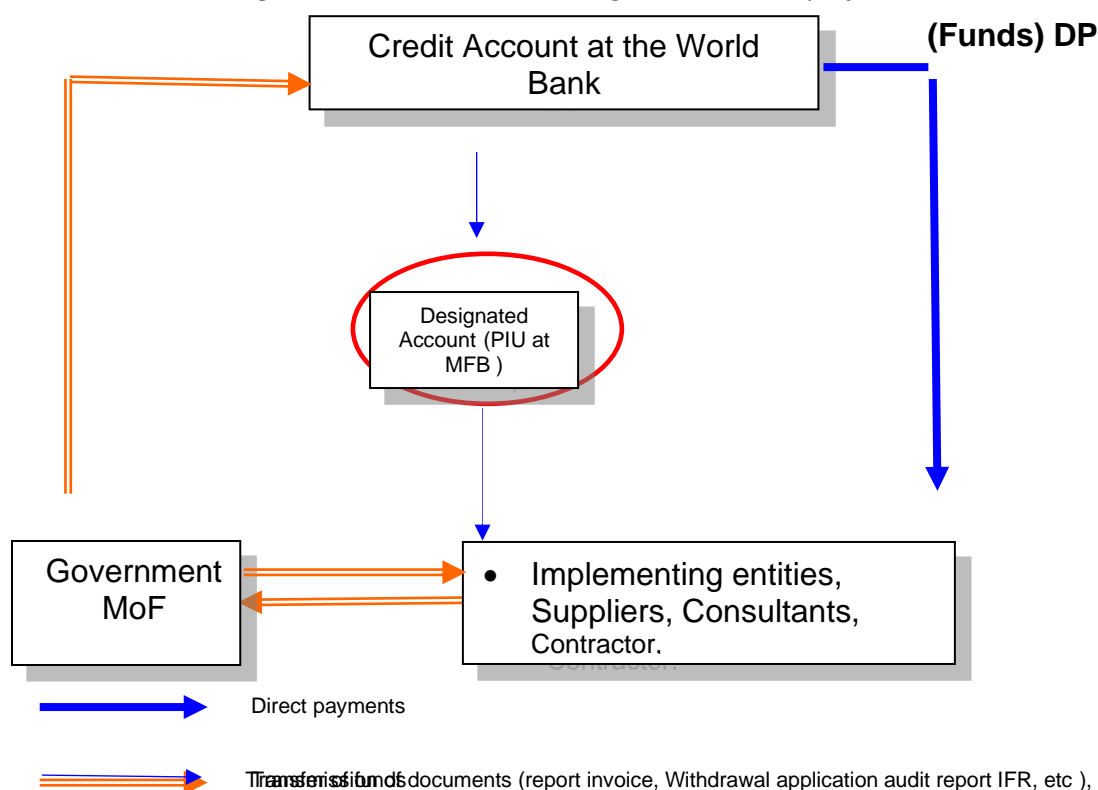 (Funds) DP
Credit Account at the World
Bank
Designated
Account (PIU at
MFB )
Government
MoF
• Implementing entities,
Suppliers, Consultants,
Contractor.
Direct payments
documents (report invoice, Withdrawal application audit report IFR, etc ),